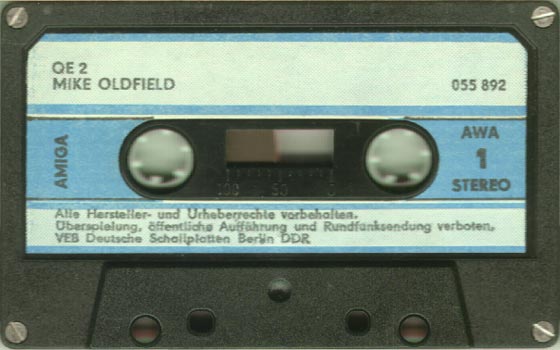 QE 2
MIKE OLDFIELD
055 892
AMIGA
AWA
1
STEREO
100 50 0
Alle Hersteller- und Urheberrechte vorbehalten.
Überspielung, öffentliche Aufführung und Rundfunksendung verboten,
VEB Deutsche Schallplatten Berlin DDR